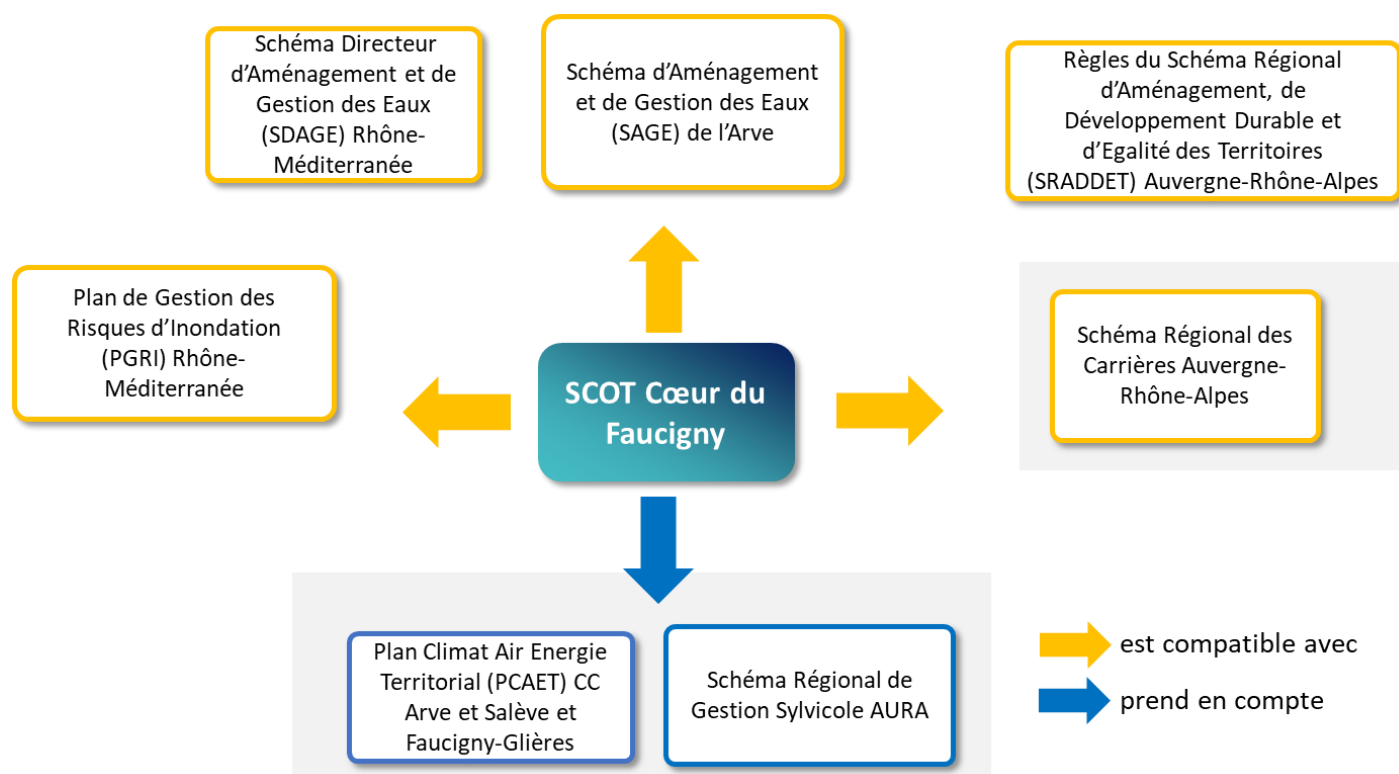 Schéma Directeur
d’Aménagement et de
Gestion des Eaux
(SDAGE) Rhône-
Méditerranée
Schéma d’Aménagement
et de Gestion des Eaux
(SAGE) de l’Arve
Règles du Schéma Régional
d’Aménagement, de
Développement Durable et
d’Egalité des Territoires
(SRADDET) Auvergne-Rhône-Alpes
Plan de Gestion des
Risques d’Inondation
(PGRI) Rhône-
Méditerranée
SCOT Cœur du
Faucigny
Schéma Régional des
Carrières Auvergne-
Rhône-Alpes
Plan Climat Air Energie
Territorial (PCAET) CC
Arve et Salève et
Faucigny-Glières
Schéma Régional de
Gestion Sylvicole AURA
est compatible avec
prend en compte